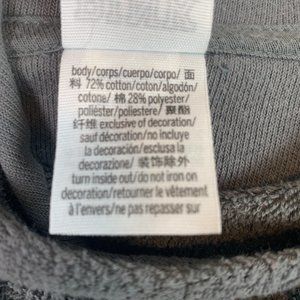 body/corps/cuerpo/corpo/ 面
料 72% cotton/coton/algodón/
cotone/ 棉 28% polyester/
poliéster/poliestere/ 聚酯
纤维 exclusive of decoration/
sauf décoration/no incluye
la decoración/esclusa la
decorazione/ 装饰除外
turn inside out/do not iron on
decoration/retourner le vêtement
à l'envers/ne pas repasser sur